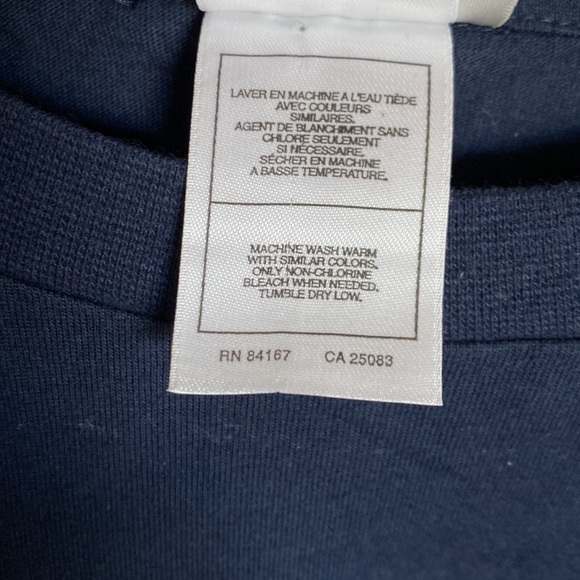 LAVER EN MACHINE A L'EAU TIÈDE
AVEC COULEURS
SIMILAIRES.
AGENT DE BLANCHIMENT SANS
CHLORE SEULEMENT
SI NÉCESSAIRE.
SÉCHER EN MACHINE
A BASSE TEMPERATURE.
MACHINE WASH WARM
WITH SIMILAR COLORS.
ONLY NON-CHLORINE
BLEACH WHEN NEEDED.
TUMBLE DRY LOW.
RN 84167 CA 25083